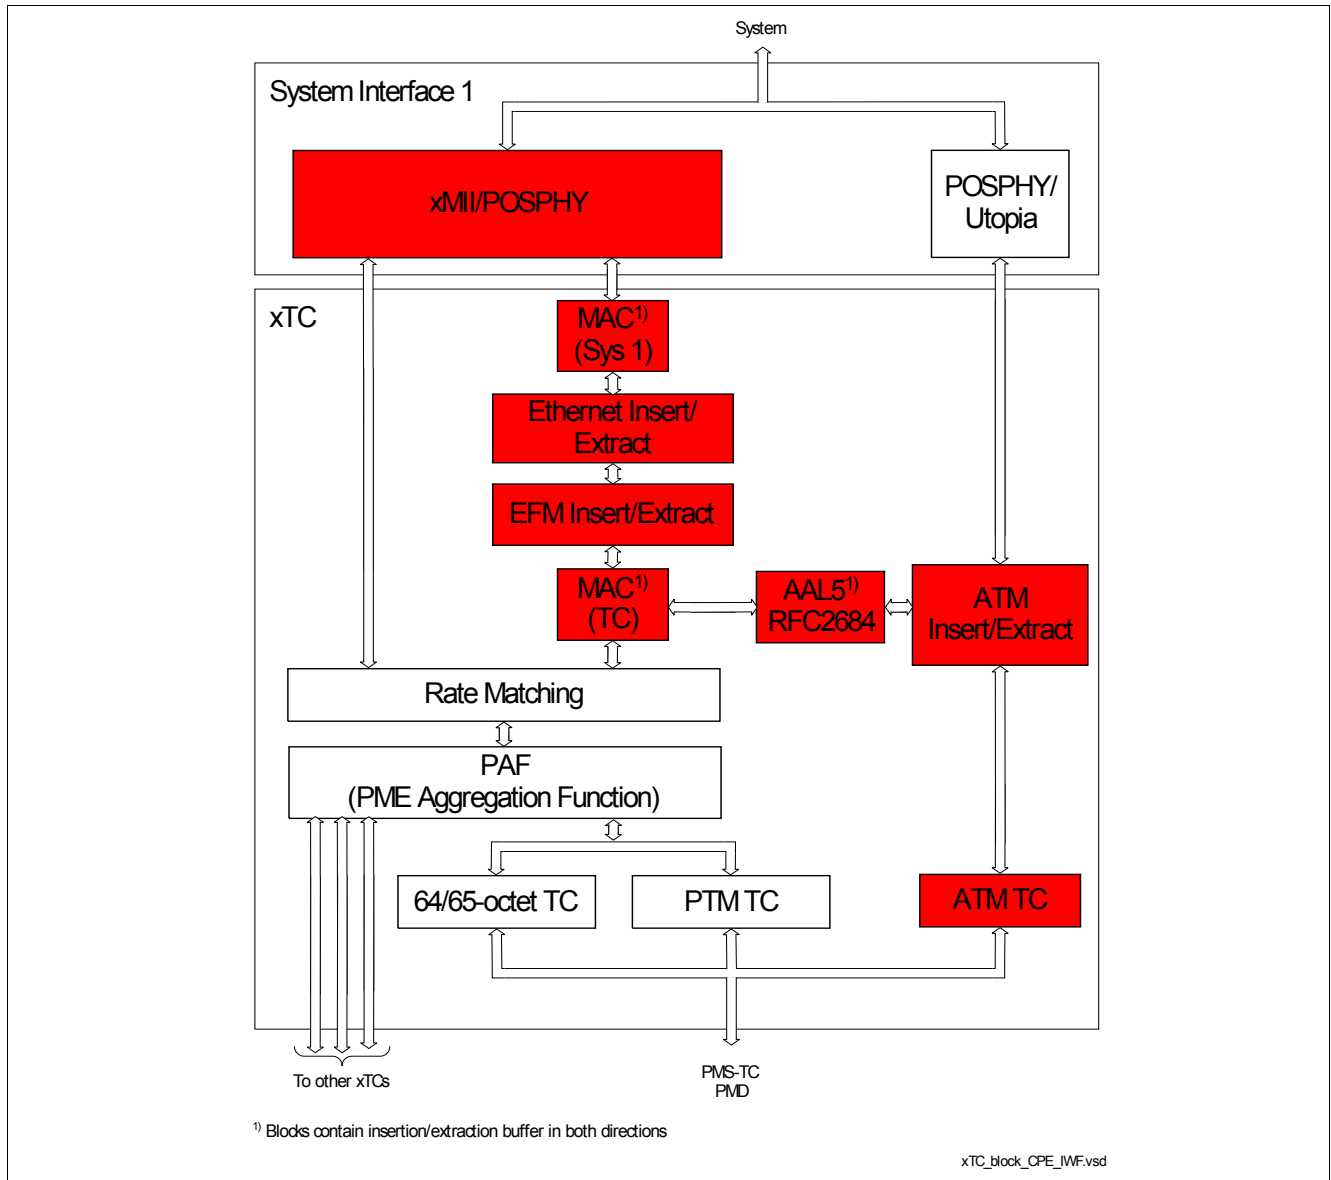 System
System Interface 1
xMII/POSPHY
POSPHY/
Utopia
xTC
MAC1)
(Sys 1)
Ethernet Insert/
Extract
EFM Insert/Extract
MAC1)
(TC)
AAL51)
RFC2684
ATM
Insert/Extract
Rate Matching
PAF
(PME Aggregation Function)
64/65-octet TC
PTM TC
ATM TC
To other xTCs
PMS-TC
PMD
1) Blocks contain insertion/extraction buffer in both directions
xTC_block_CPE_IWF.vsd